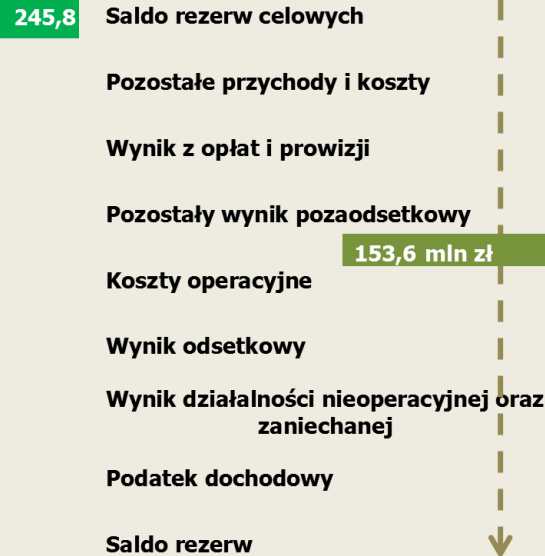 245,8
Saldo rezerw celowych
Pozostałe przychody i koszty
Wynik z opłat i prowizji
Pozostały wynik pozaodsetkowy
153,6 mln zł
Koszty operacyjne
Wynik odsetkowy
Wynik działalności nieoperacyjnej oraz
zaniechanej
Podatek dochodowy
Saldo rezerw